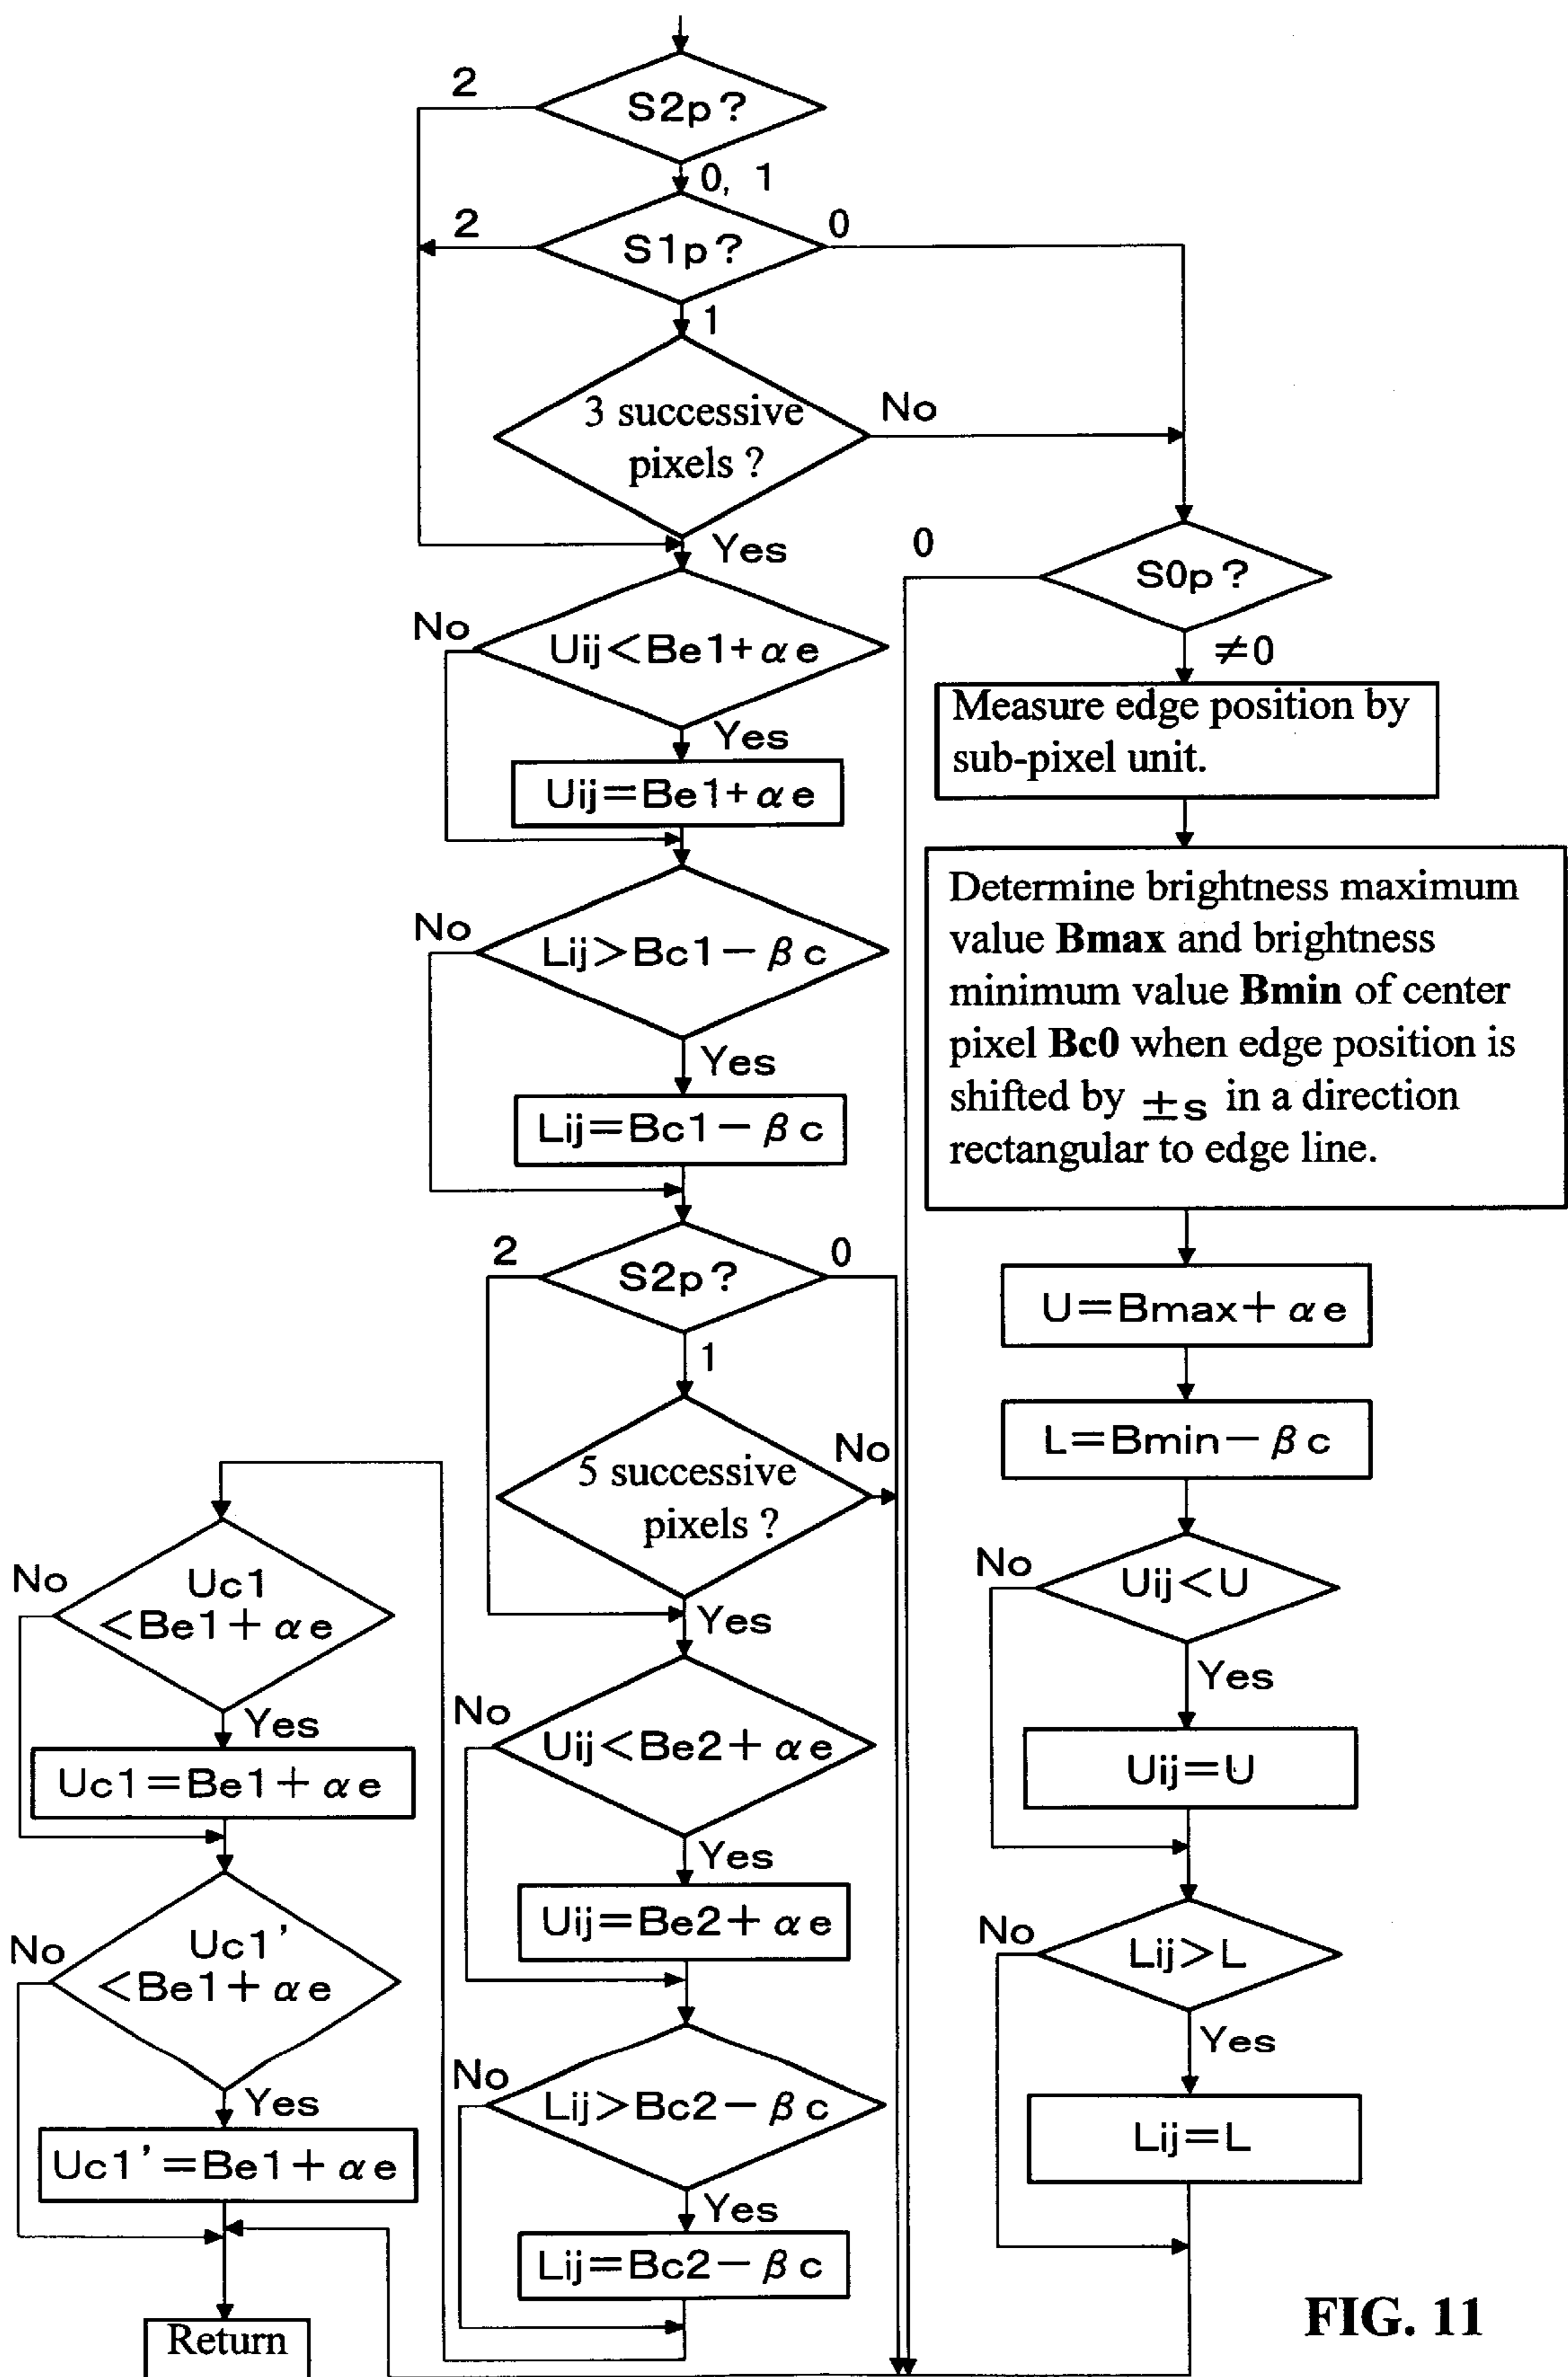 S2p?
2
0, 1
S1p?
2
0
1
3 successive
pixels ?
No
Yes
Uij<Be1+αe
No
Yes
Uij=Be1+αe
Lij>Bc1-βc
No
Yes
Lij=Bc1-βc
S2p?
2
0
1
5 successive
pixels ?
No
Yes
Uij<Be2+αe
No
Yes
Uij=Be2+αe
Lij>Bc2-βc
No
Yes
Lij=Bc2-βc
Uc1
<Be1+αe
No
Yes
Uc1=Be1+αe
Uc1'
<Be1+αe
No
Yes
Uc1'=Be1+αe
Return
S0p?
0
≠0
Measure edge position by
sub-pixel unit.
Determine brightness maximum
value Bmax and brightness
minimum value Bmin of center
pixel Bc0 when edge position is
shifted by ±s in a direction
rectangular to edge line.
U=Bmax+αe
L=Bmin-βc
Uij<U
No
Yes
Uij=U
Lij>L
No
Yes
Lij=L
FIG. 11